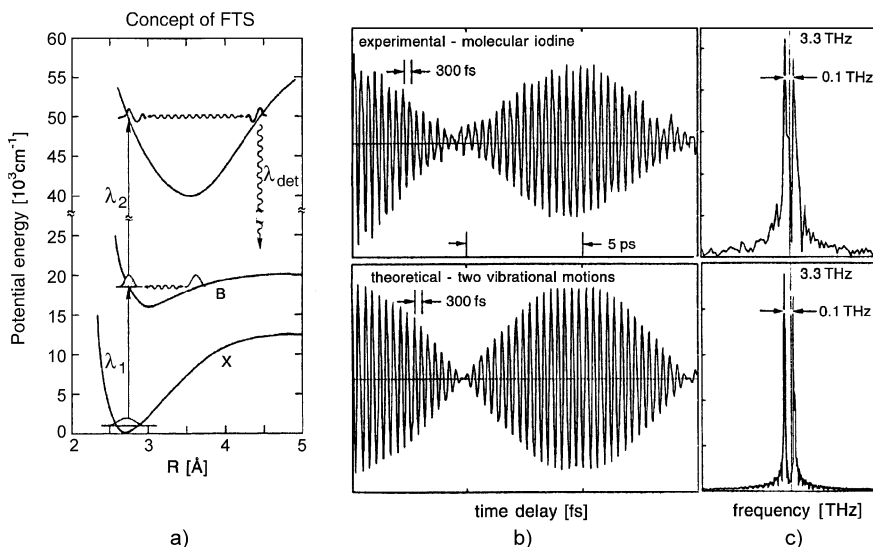 Concept of FTS
Potential energy [10³cm⁻¹]
60
55
50
45
40
25
20
15
10
5
0
λ₂
λdet
B
λ₁
X
2
3
4
5
R [Å]
a)
experimental - molecular iodine
300 fs
5 ps
theoretical - two vibrational motions
300 fs
time delay [fs]
b)
3.3 THz
0.1 THz
3.3 THz
0.1 THz
frequency [THz]
c)